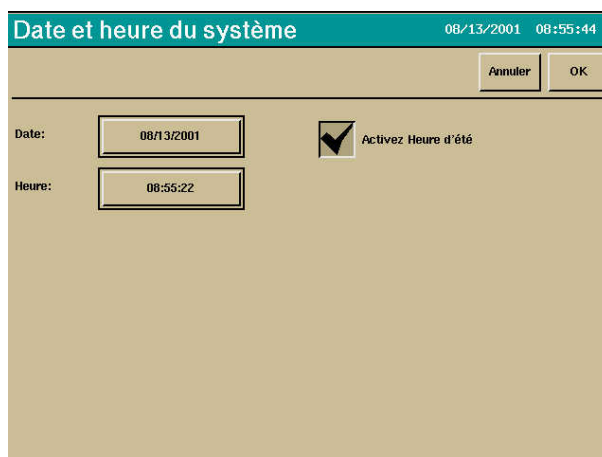 Date et heure du système 08/13/2001 08:55:44
Annuler OK
Date: 08/13/2001 Activez Heure d'été
Heure: 08:55:22